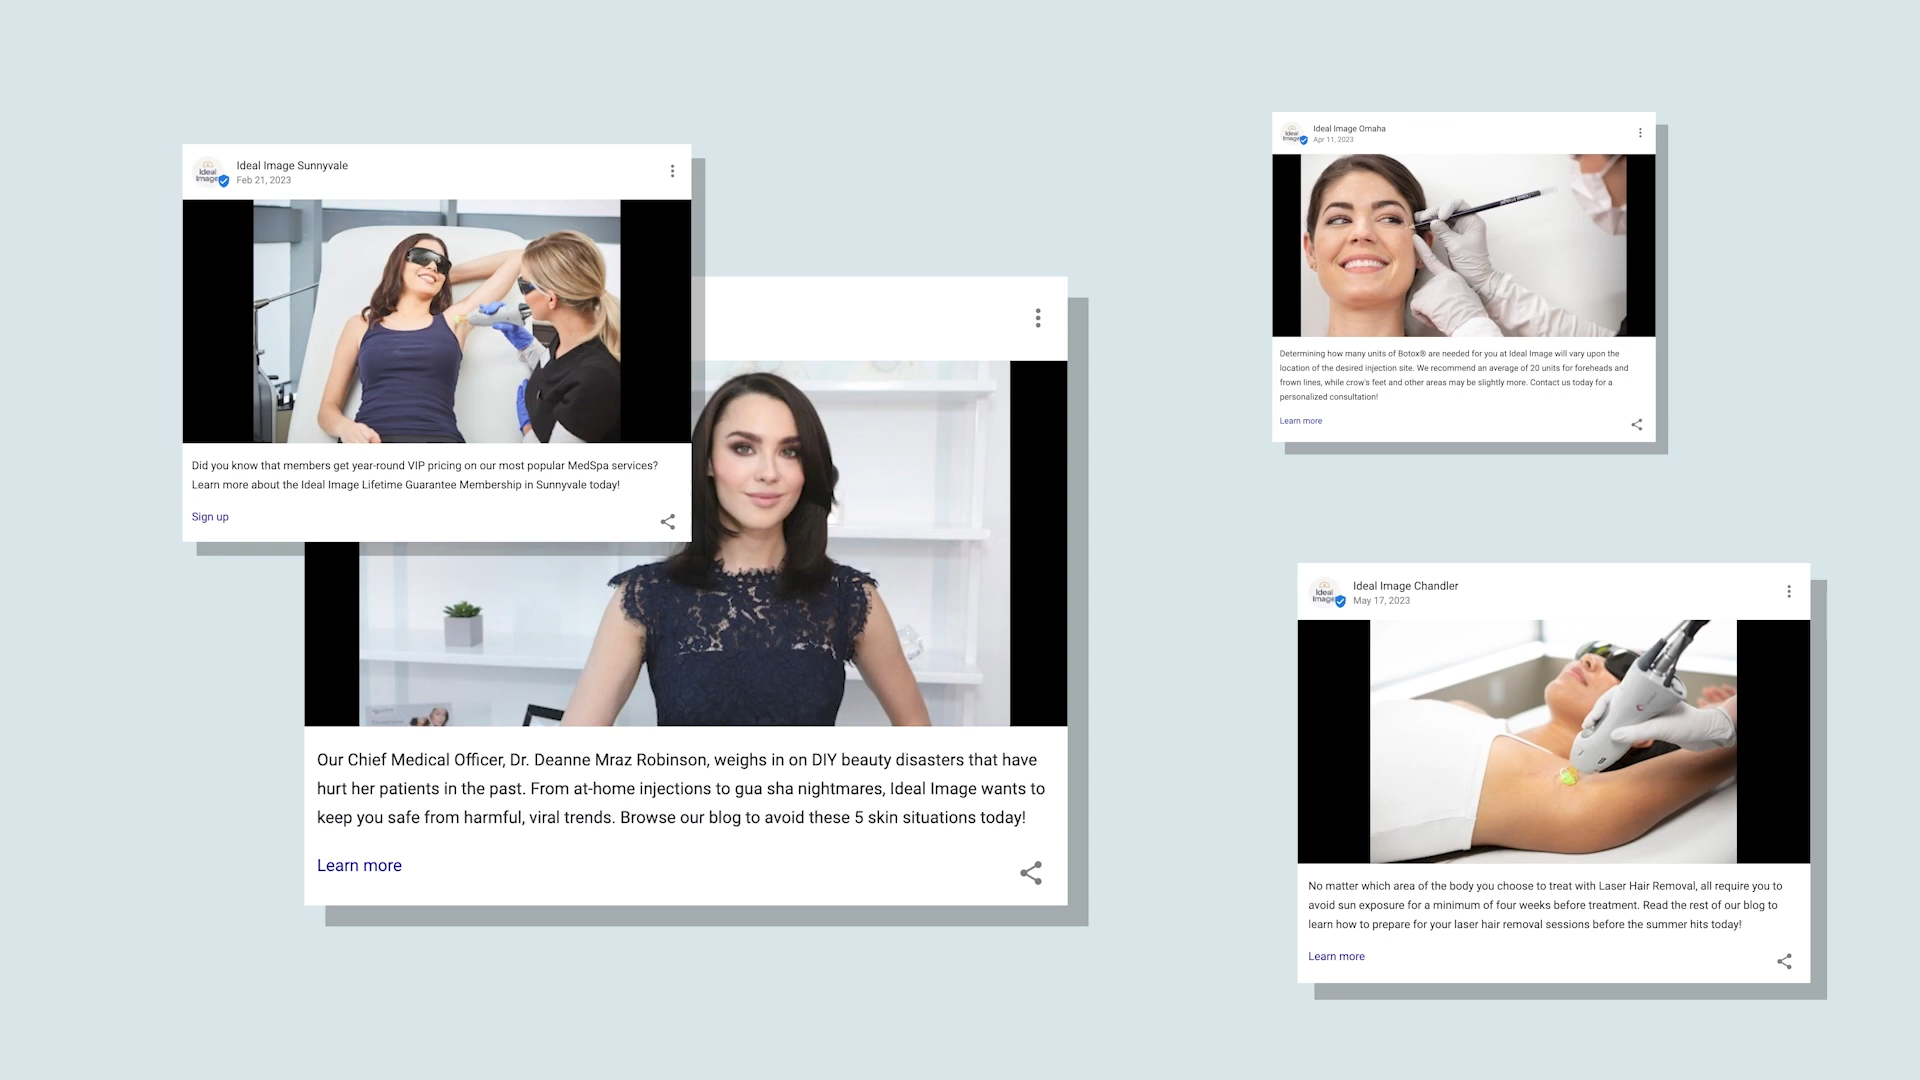 Ideal
Image
Ideal Image Sunnyvale
Feb 21, 2023
Did you know that members get year-round VIP pricing on our most popular MedSpa services?
Learn more about the Ideal Image Lifetime Guarantee Membership in Sunnyvale today!
Sign up
Our Chief Medical Officer, Dr. Deanne Mraz Robinson, weighs in on DIY beauty disasters that have
hurt her patients in the past. From at-home injections to gua sha nightmares, Ideal Image wants to
keep you safe from harmful, viral trends. Browse our blog to avoid these 5 skin situations today!
Learn more
Ideal
Image
Ideal Image Omaha
Apr 11, 2023
Determining how many units of Botox® are needed for you at Ideal Image will vary upon the
location of the desired injection site. We recommend an average of 20 units for foreheads and
frown lines, while crow's feet and other areas may be slightly more. Contact us today for a
personalized consultation!
Learn more
Ideal
Image
Ideal Image Chandler
May 17, 2023
No matter which area of the body you choose to treat with Laser Hair Removal, all require you to
avoid sun exposure for a minimum of four weeks before treatment. Read the rest of our blog to
learn how to prepare for your laser hair removal sessions before the summer hits today!
Learn more